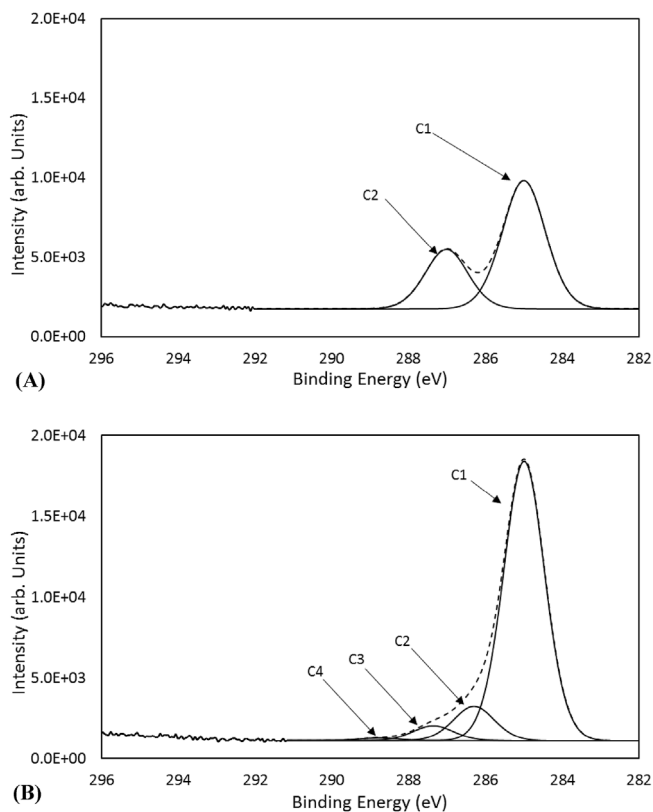 2.0E+04
C1
1.5E+04
Intensity (arb. Units)
1.0E+04
C2
5.0E+03
0.0E+00
296 294 292 290 288 286 284 282
(A)
Binding Energy (eV)
2.0E+04
C1
1.5E+04
Intensity (arb. Units)
1.0E+04
C2
C3
C4
5.0E+03
0.0E+00
296 294 292 290 288 286 284 282
(B)
Binding Energy (eV)